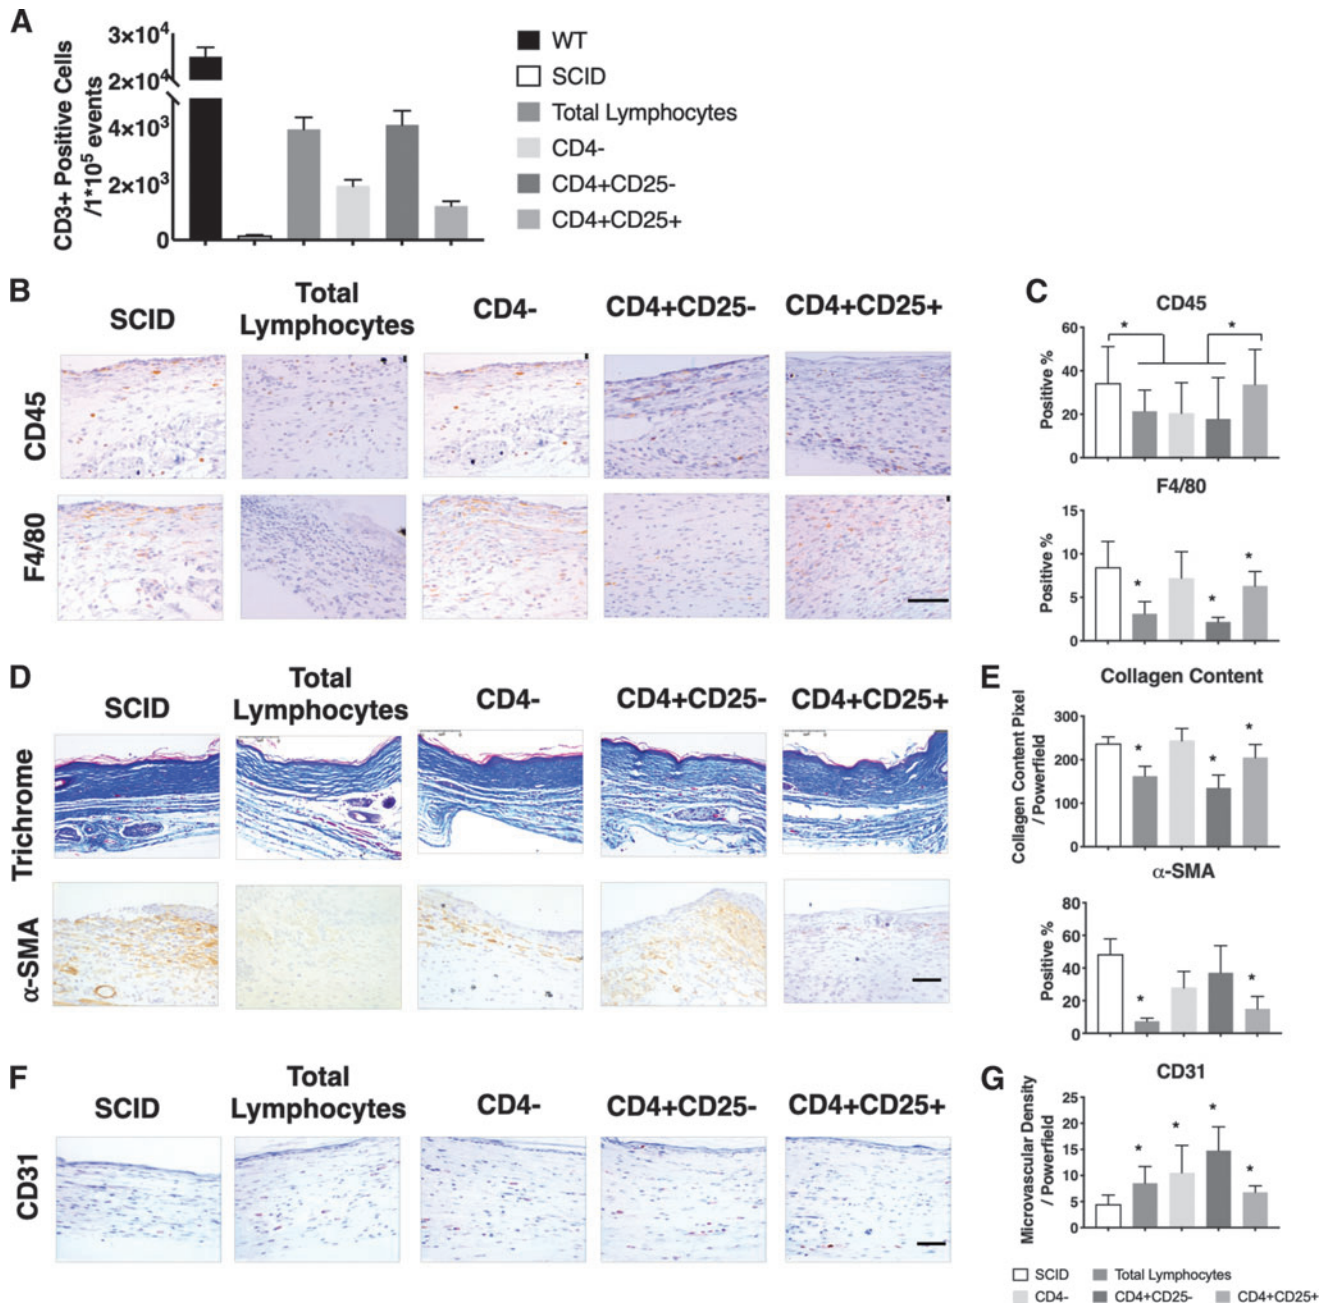 A
CD3+ Positive Cells
/1*10⁵ events
3×10⁴
2×10⁴
4×10³
2×10³
0
WT
SCID
Total Lymphocytes
CD4-
CD4+CD25-
CD4+CD25+
B
SCID
Total
Lymphocytes
CD4-
CD4+CD25-
CD4+CD25+
CD45
F4/80
C
CD45
Positive %
60
40
20
0
*
*
F4/80
Positive %
15
10
5
0
*
*
*
D
SCID
Total
Lymphocytes
CD4-
CD4+CD25-
CD4+CD25+
Trichrome
α-SMA
E
Collagen Content
Collagen Content Pixel
/ Powerfield
300
200
100
0
*
*
*
α-SMA
Positive %
80
60
40
20
0
*
*
F
SCID
Total
Lymphocytes
CD4-
CD4+CD25-
CD4+CD25+
CD31
G
CD31
Microvascular Density
/ Powerfield
25
20
15
10
5
0
*
*
*
*
SCID
Total Lymphocytes
CD4-
CD4+CD25-
CD4+CD25+